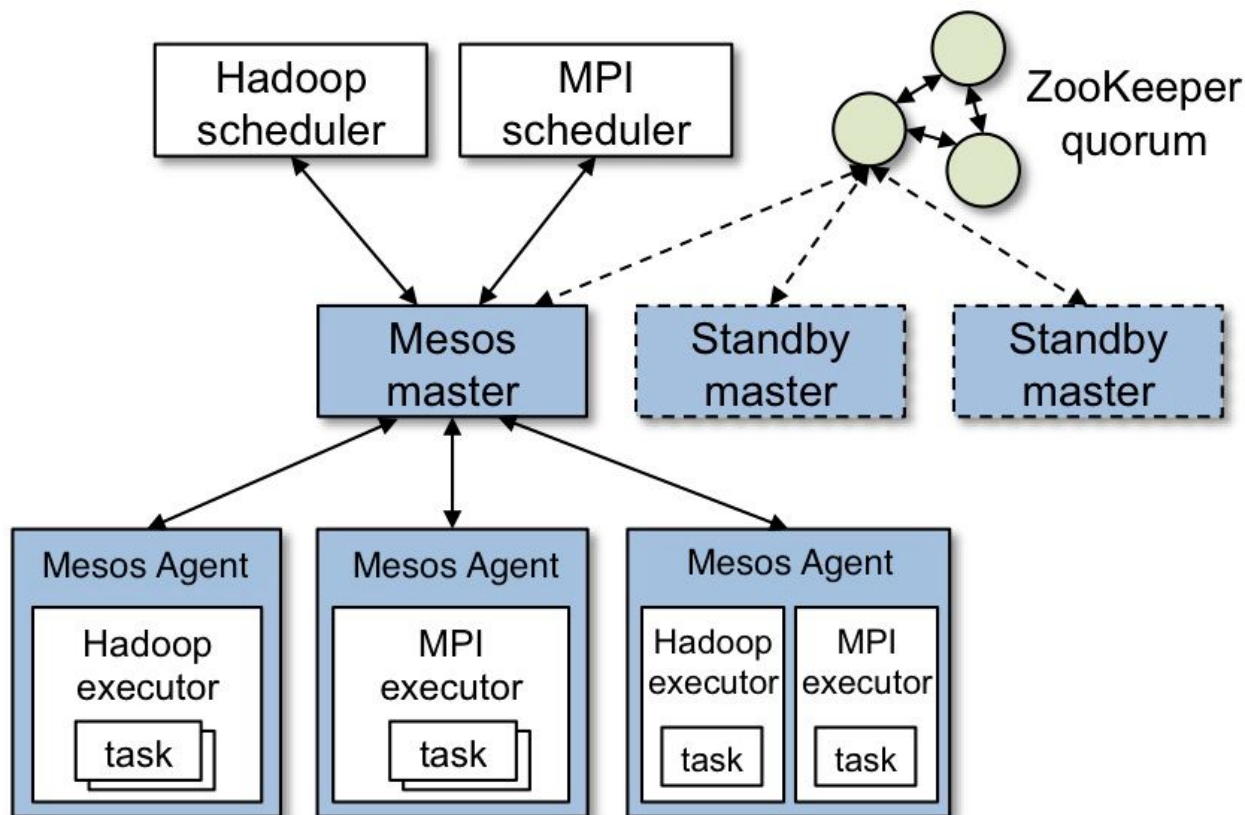 Hadoop
scheduler
MPI
scheduler
ZooKeeper
quorum
Mesos
master
Standby
master
Standby
master
Mesos Agent
Hadoop
executor
task
Mesos Agent
MPI
executor
task
Mesos Agent
Hadoop
executor
task
MPI
executor
task